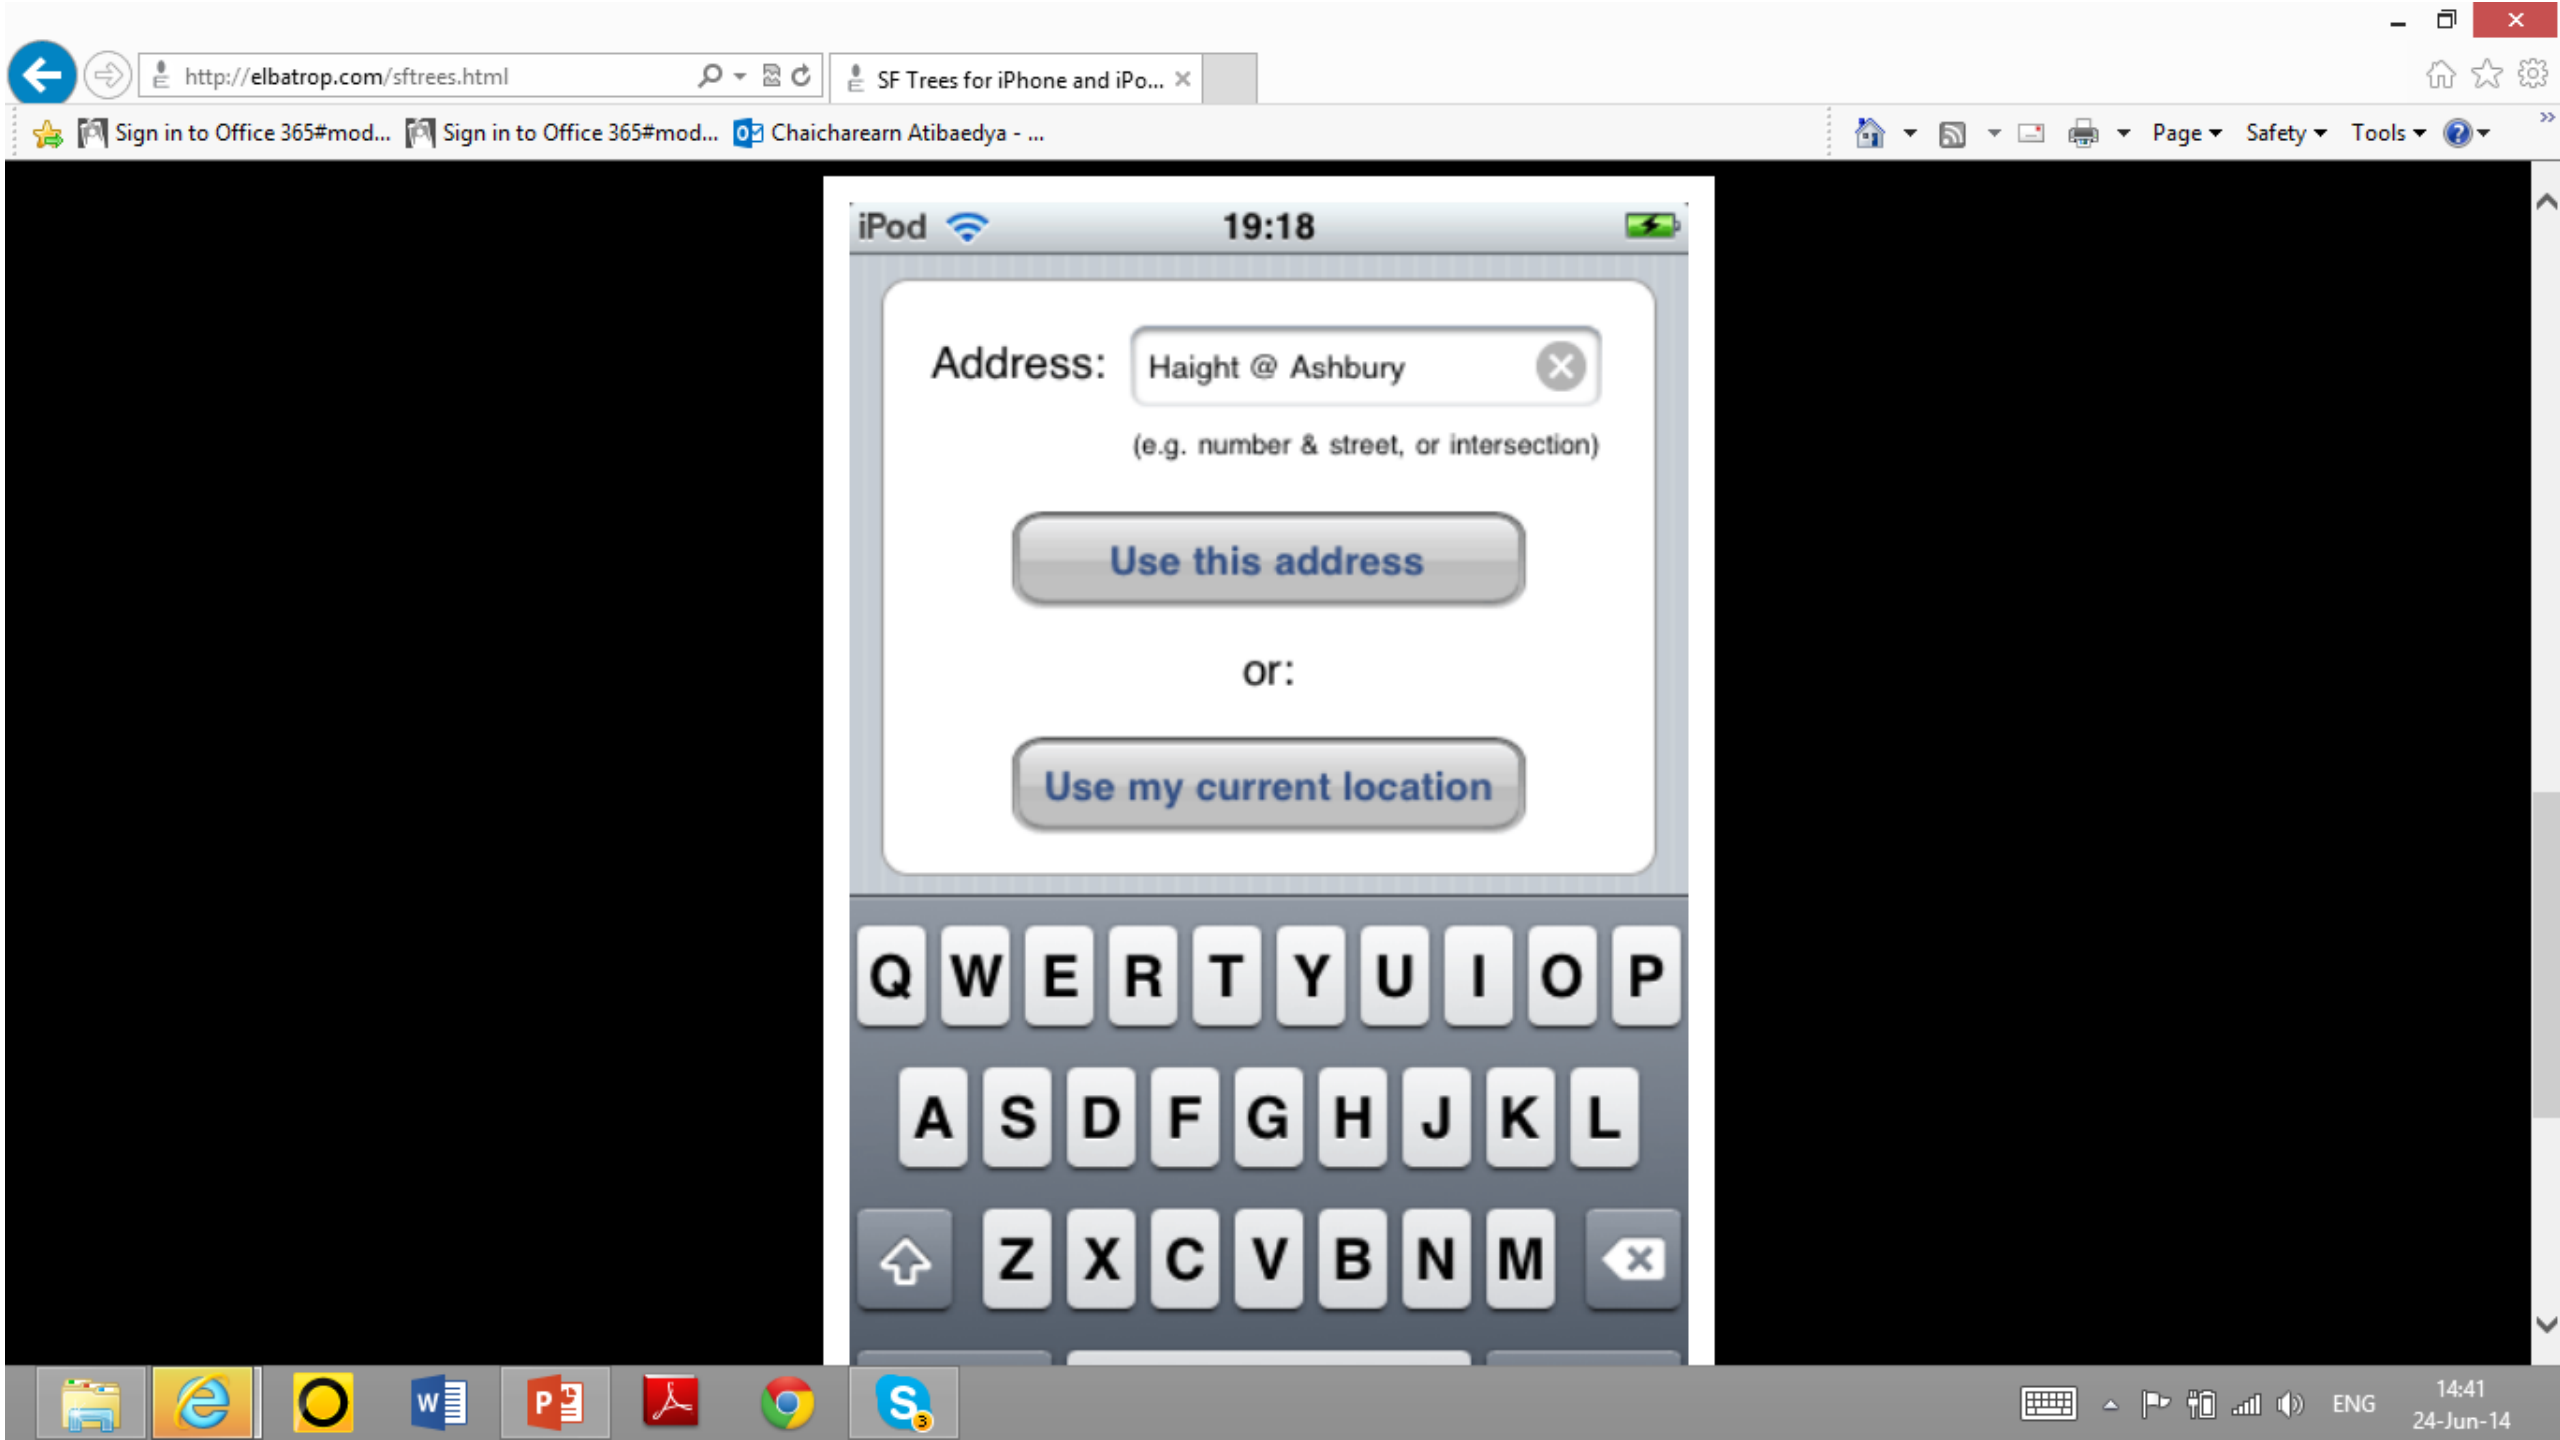 http://elbatrop.com/sftrees.html
SF Trees for iPhone and iPo...
Sign in to Office 365#mod... Sign in to Office 365#mod... Chaicharearn Atibaedya - ...
Page Safety Tools
iPod 19:18
Address: Haight @ Ashbury
(e.g. number & street, or intersection)
Use this address
or:
Use my current location
Q W E R T Y U I O P
A S D F G H J K L
Z X C V B N M
ENG
14:41
24-Jun-14